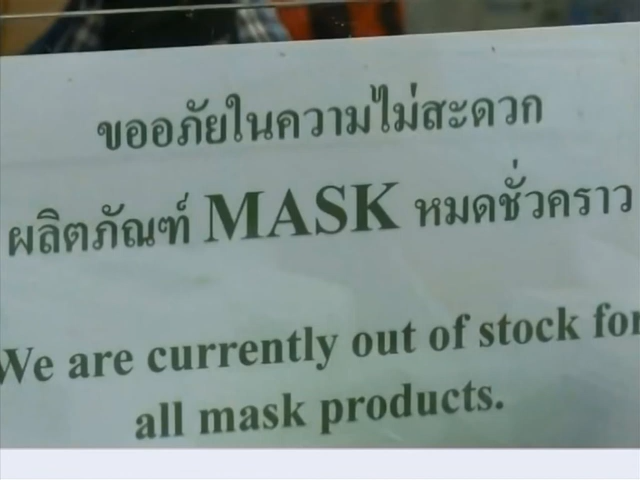 ขออภัยในความไม่สะดวก
ผลิตภัณฑ์ MASK หมดชั่วคราว
We are currently out of stock for
all mask products.